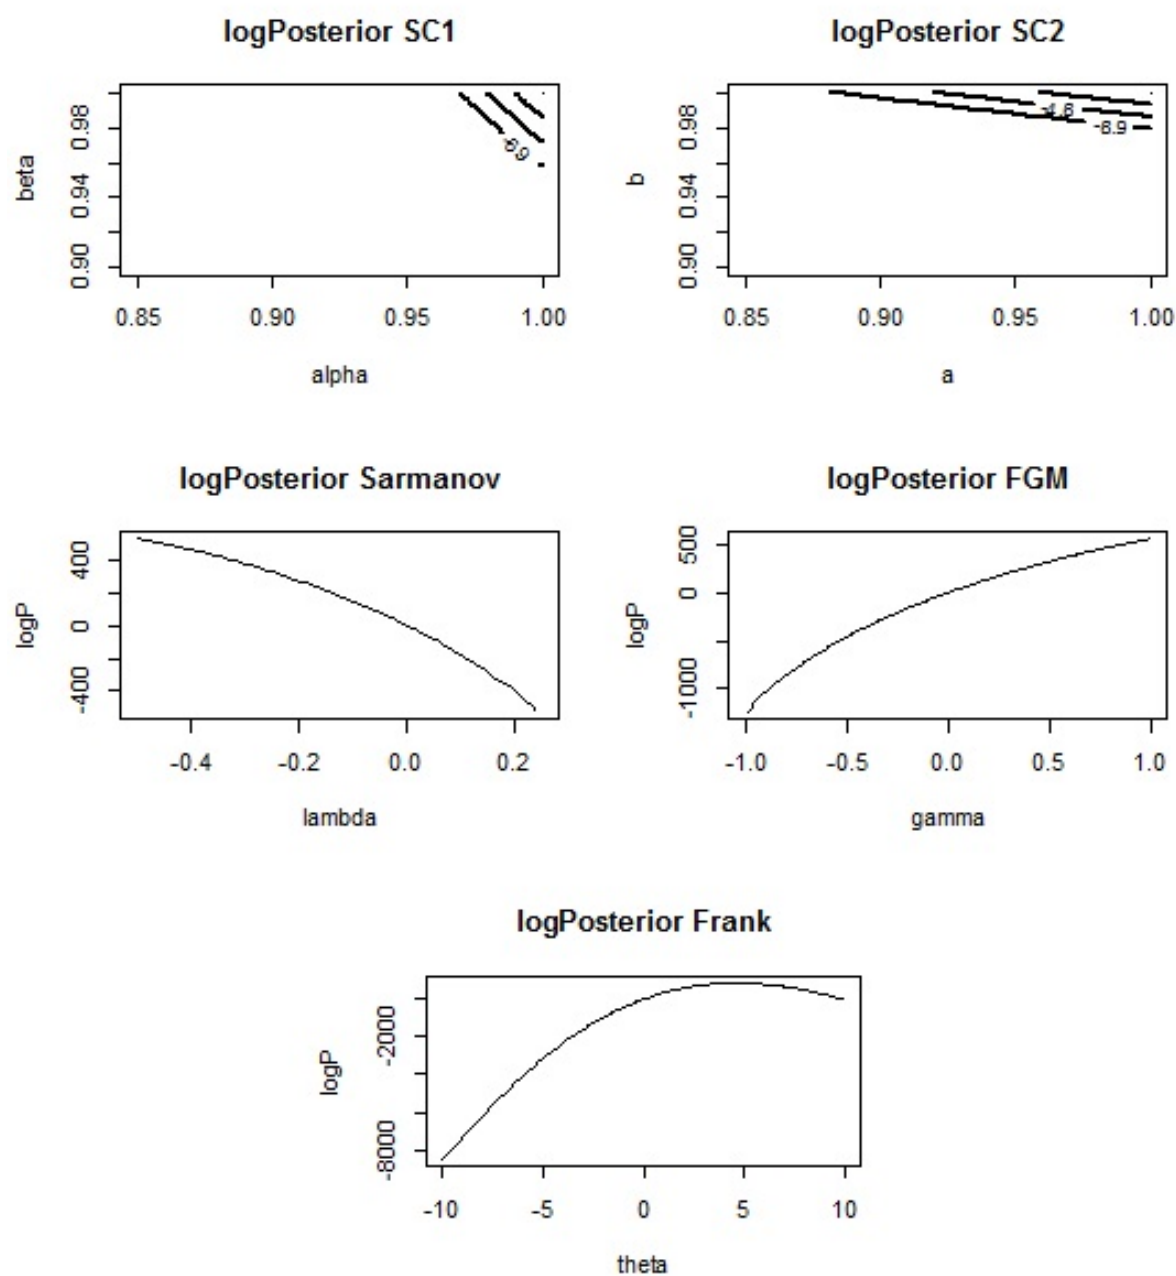 logPosterior SC1
beta
0.90 0.94 0.98
-6.9
0.85 0.90 0.95 1.00
alpha
logPosterior SC2
b
0.90 0.94 0.98
-4.6
-6.9
0.85 0.90 0.95 1.00
a
logPosterior Sarmanov
logP
-400 0 400
-0.4 -0.2 0.0 0.2
lambda
logPosterior FGM
logP
-1000 0 500
-1.0 -0.5 0.0 0.5 1.0
gamma
logPosterior Frank
logP
-8000 -2000
-10 -5 0 5 10
theta